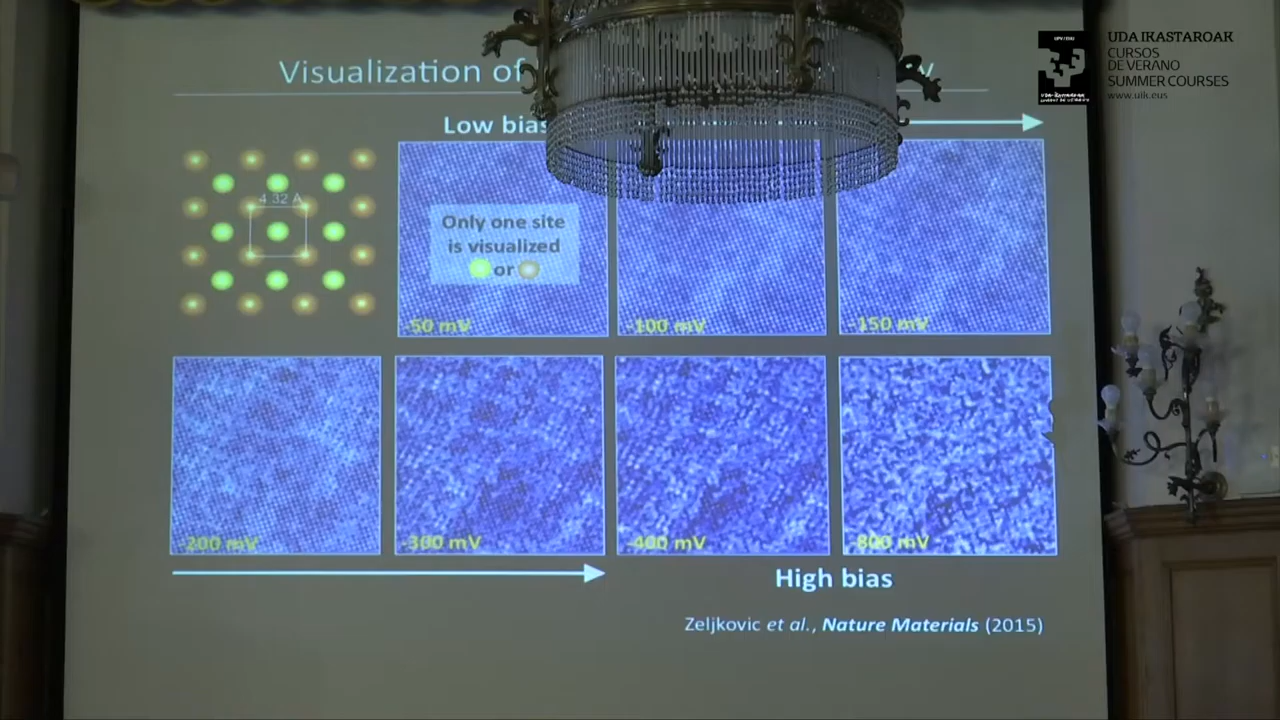 Visualization of
Low bias
4.32 Å
Only one site
is visualized
or
-50 mV
-100 mV
-150 mV
-200 mV
-300 mV
-400 mV
-800 mV
High bias
Zeljkovic et al., Nature Materials (2015)
UDA IKASTAROAK
CURSOS
DE VERANO
SUMMER COURSES
www.uik.eus